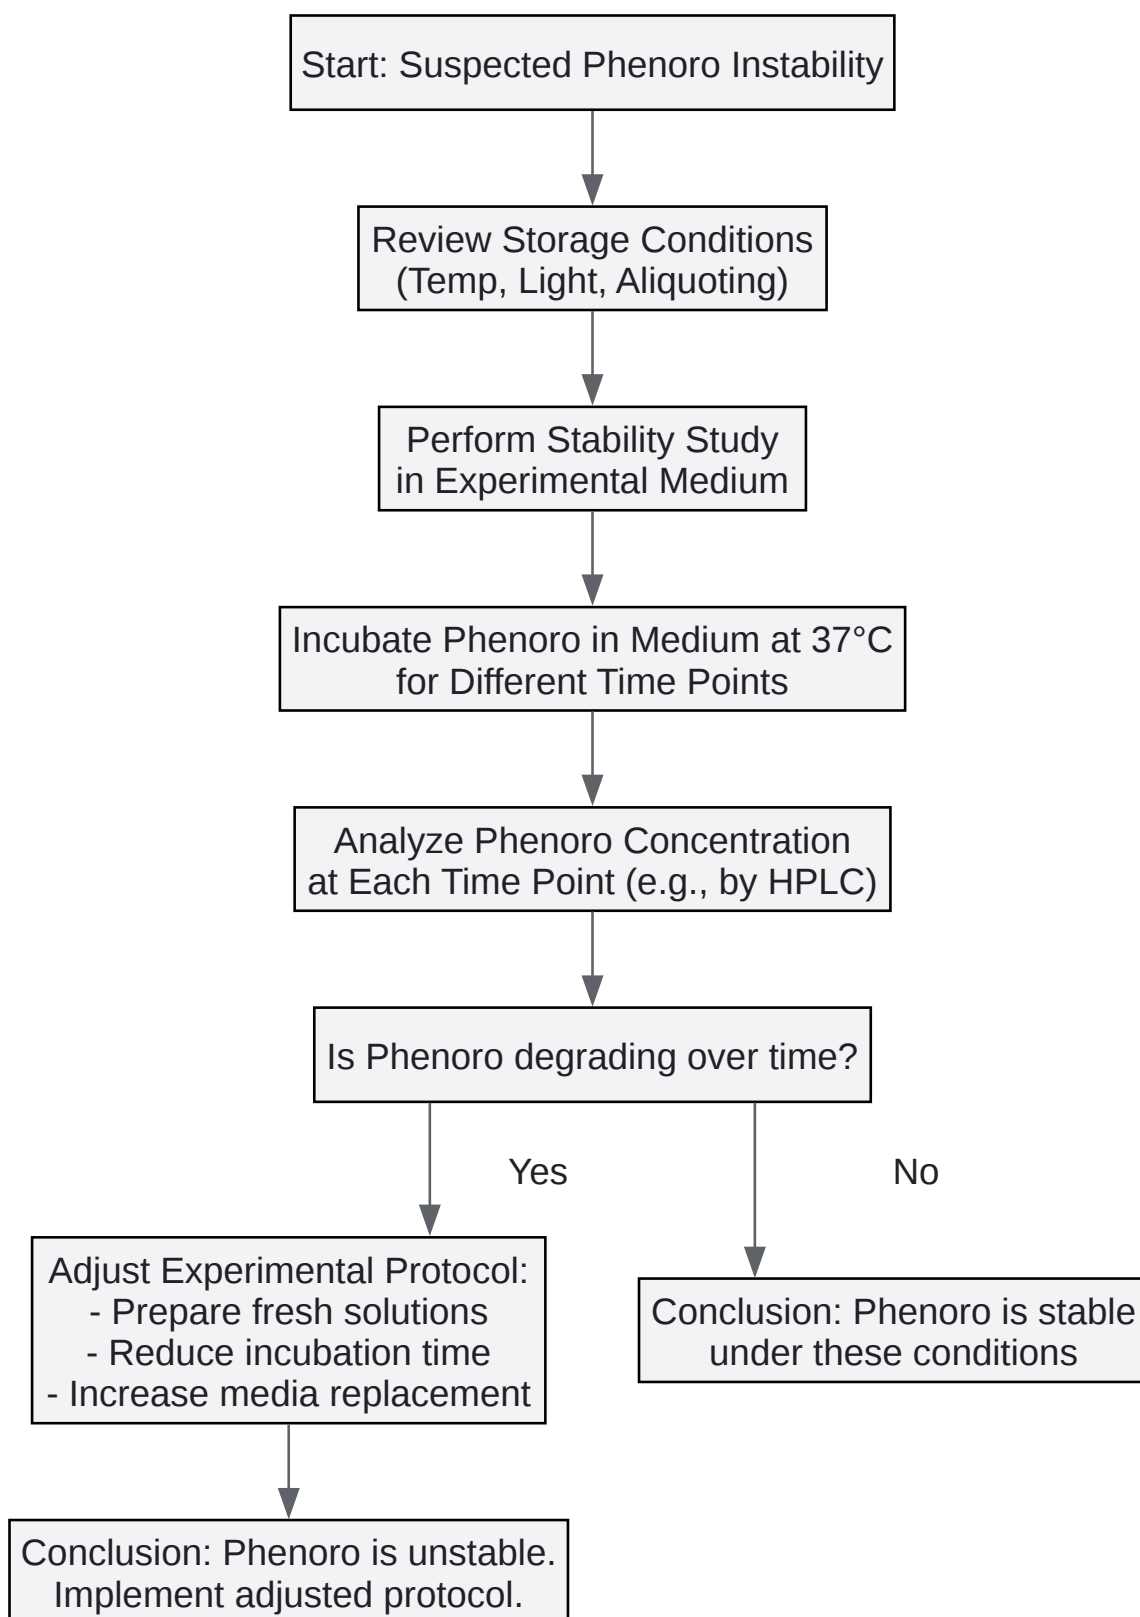 Start: Suspected Phenoro Instability
Review Storage Conditions
(Temp, Light, Aliquoting)
Perform Stability Study
in Experimental Medium
Incubate Phenoro in Medium at 37°C
for Different Time Points
Analyze Phenoro Concentration
at Each Time Point (e.g., by HPLC)
Is Phenoro degrading over time?
Yes
No
Adjust Experimental Protocol:
- Prepare fresh solutions
- Reduce incubation time
- Increase media replacement
Conclusion: Phenoro is stable
under these conditions
Conclusion: Phenoro is unstable.
Implement adjusted protocol.